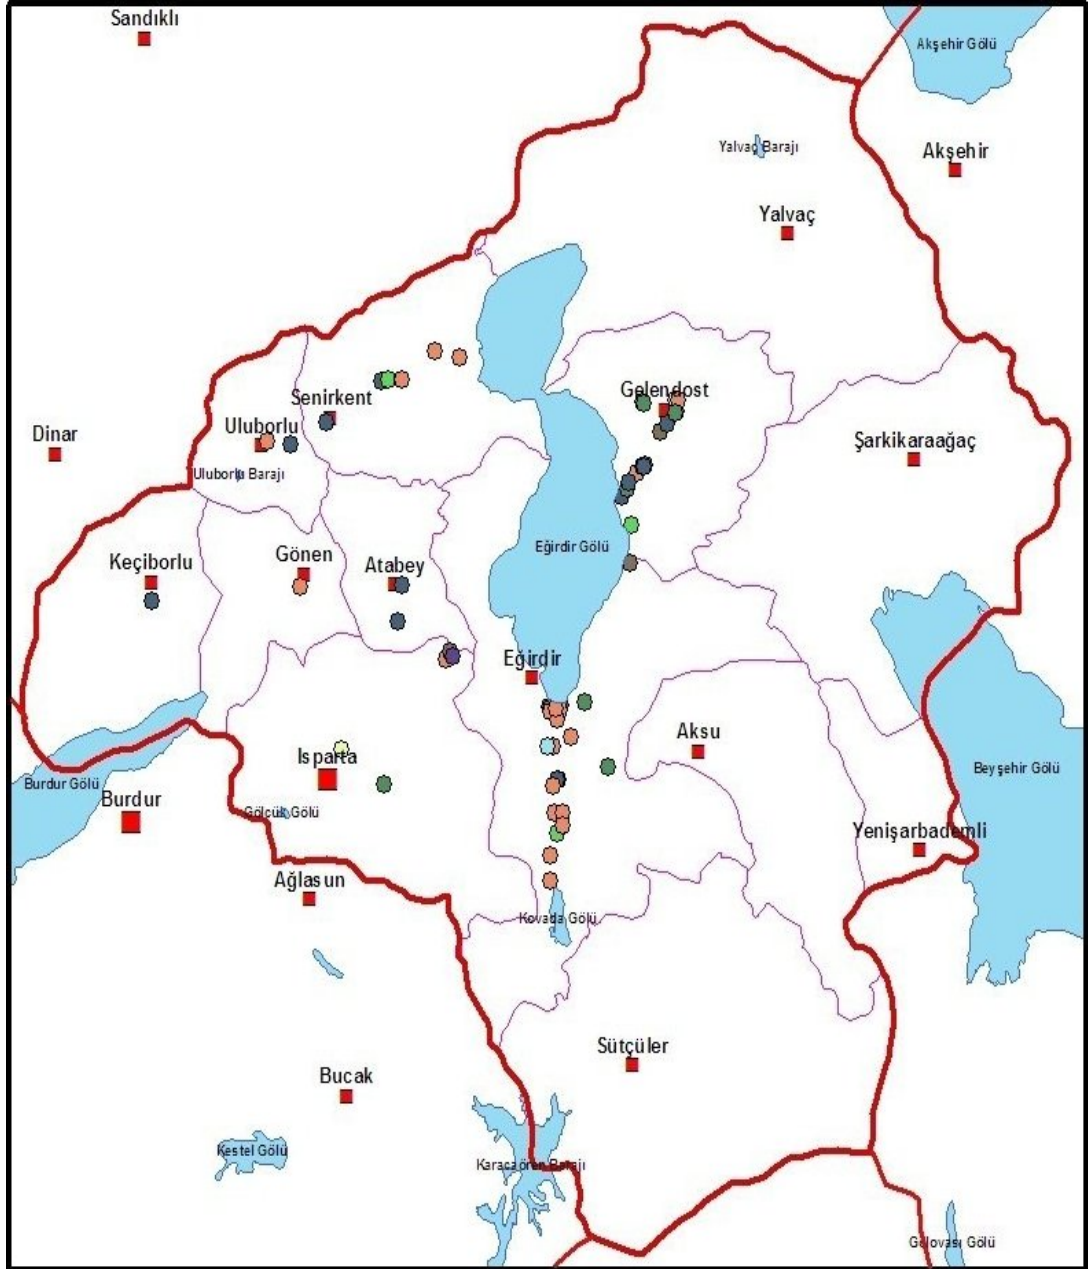 Sandıklı
Akşehir Gölü
Yalvaç Barajı
Akşehir
Yalvaç
Gelendost
Senirkent
Uluborlu
Dinar
Şarkikaraağaç
Uluborlu Barajı
Eğirdir Gölü
Gönen
Keçiborlu
Atabey
Eğirdir
Aksu
Isparta
Beyşehir Gölü
Burdur Gölü
Burdur
Gölcük Gölü
Yenişarbademli
Ağlasun
Kovada Gölü
Sütçüler
Bucak
Kestel Gölü
Karacaören Barajı
Gölovası Gölü